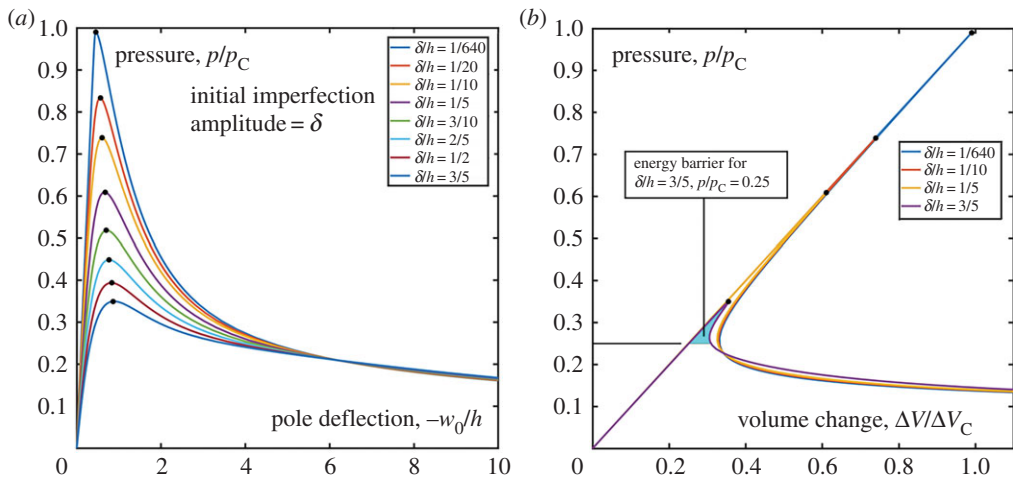 (a)
pressure, p/pC
initial imperfection
amplitude = δ
δ/h = 1/640
δ/h = 1/20
δ/h = 1/10
δ/h = 1/5
δ/h = 3/10
δ/h = 2/5
δ/h = 1/2
δ/h = 3/5
1.0
0.9
0.8
0.7
0.6
0.5
0.4
0.3
0.2
0.1
pole deflection, –w0/h
0 2 4 6 8 10
(b)
pressure, p/pC
energy barrier for
δ/h = 3/5, p/pC = 0.25
δ/h = 1/640
δ/h = 1/10
δ/h = 1/5
δ/h = 3/5
1.0
0.9
0.8
0.7
0.6
0.5
0.4
0.3
0.2
0.1
volume change, ΔV/ΔVC
0 0.2 0.4 0.6 0.8 1.0